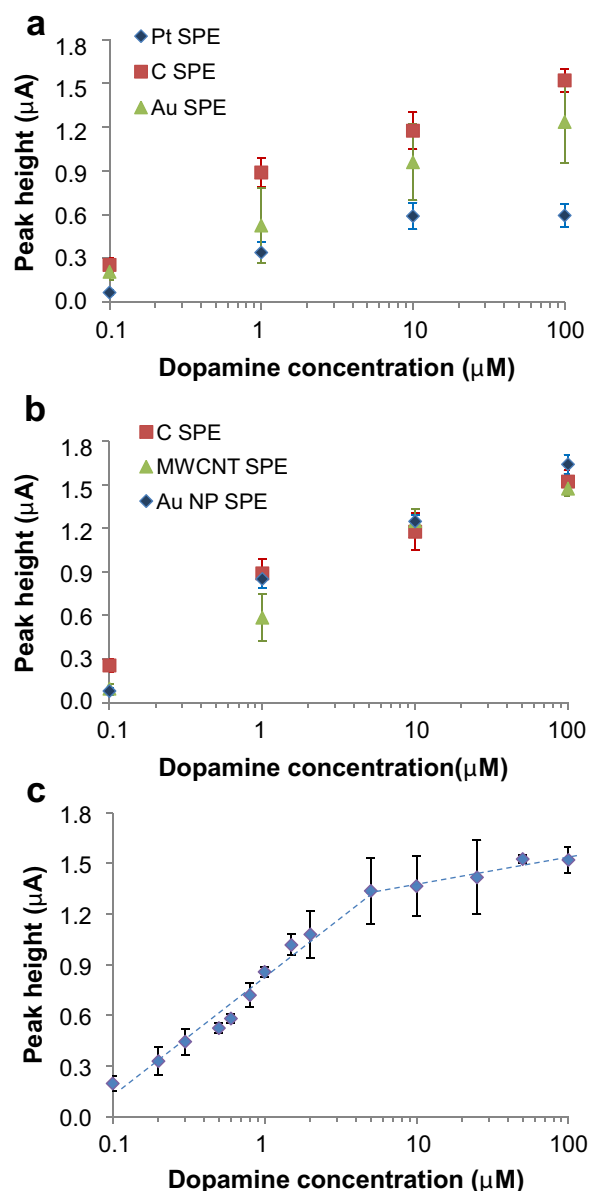 a
Pt SPE
C SPE
Au SPE
Peak height (μA)
1.8
1.5
1.2
0.9
0.6
0.3
0.0
0.1 1 10 100
Dopamine concentration (μM)
b
C SPE
MWCNT SPE
Au NP SPE
Peak height (μA)
1.8
1.5
1.2
0.9
0.6
0.3
0.0
0.1 1 10 100
Dopamine concentration(μM)
c
Peak height (μA)
1.8
1.5
1.2
0.9
0.6
0.3
0.0
0.1 1 10 100
Dopamine concentration (μM)